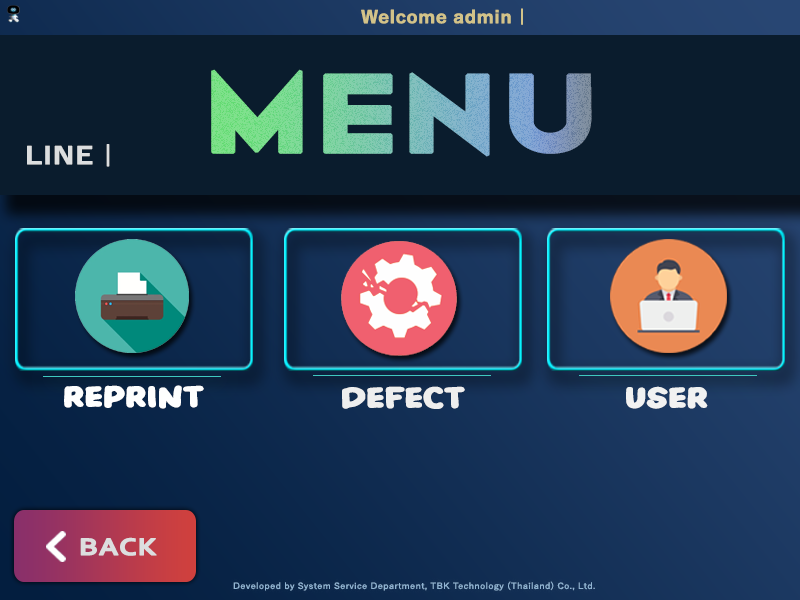 Welcome admin |
MENU
LINE |
REPRINT
DEFECT
USER
BACK
Developed by System Service Department, TBK Technology (Thailand) Co., Ltd.